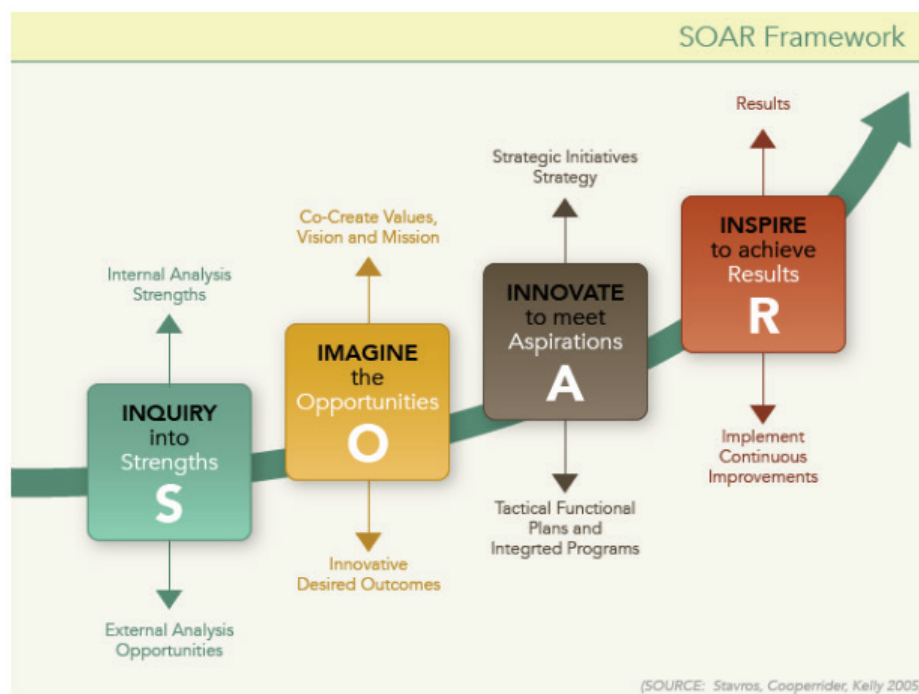 SOAR Framework
Internal Analysis
Strengths
INQUIRY
into
Strengths
S
External Analysis
Opportunities
Co-Create Values,
Vision and Mission
IMAGINE
the
Opportunities
O
Innovative
Desired Outcomes
Strategic Initiatives
Strategy
INNOVATE
to meet
Aspirations
A
Tactical Functional
Plans and
Integrted Programs
Results
INSPIRE
to achieve
Results
R
Implement
Continuous
Improvements
(SOURCE: Stavros, Cooperrider, Kelly 2005